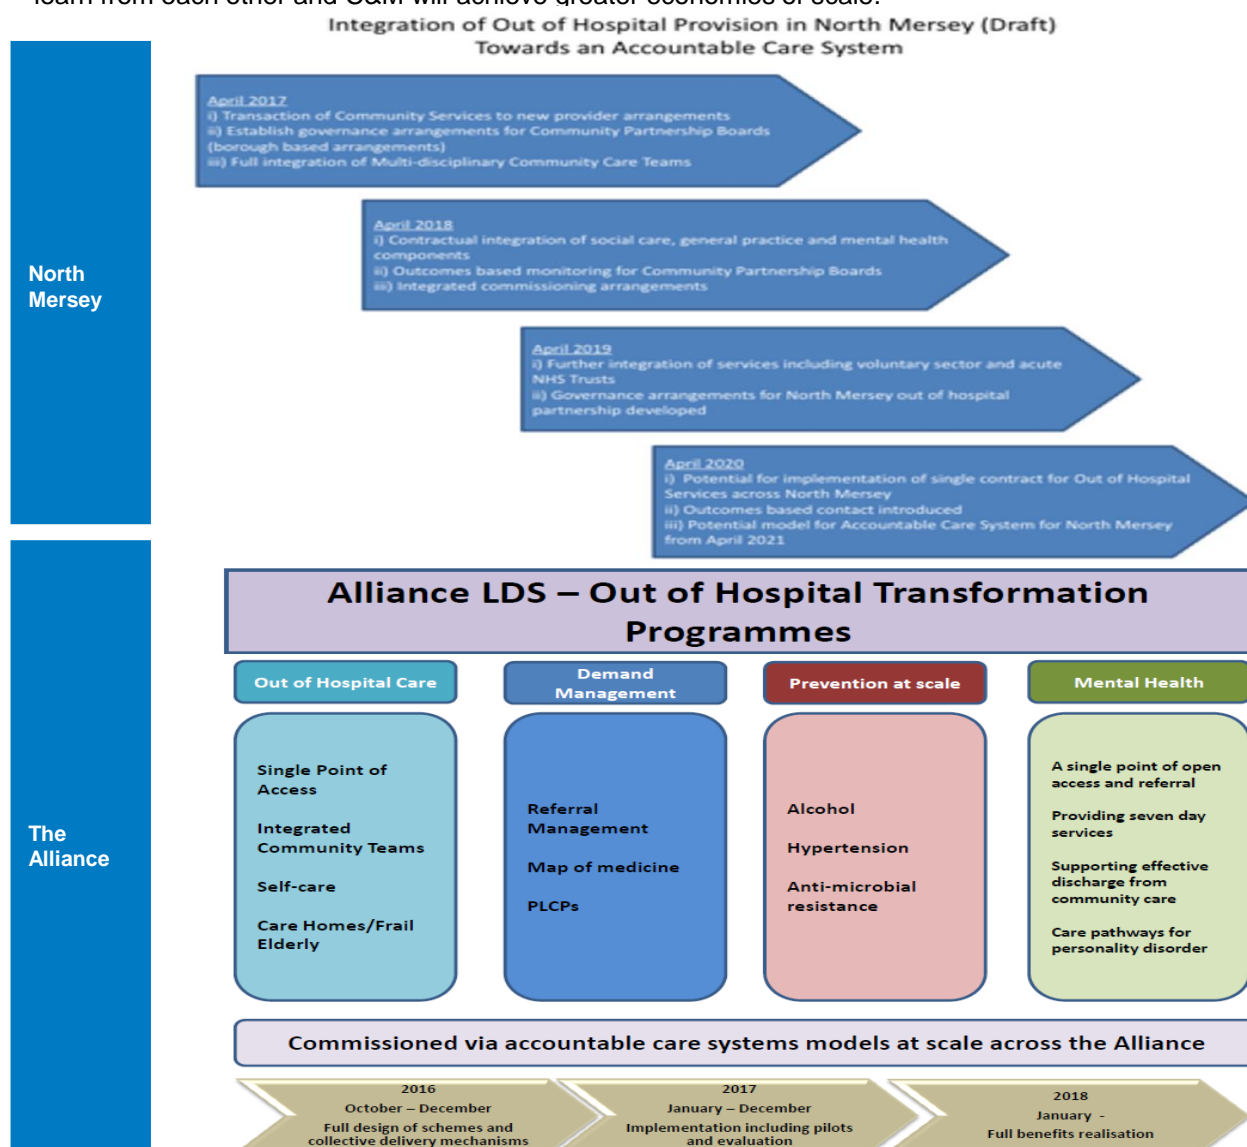 learn from each other and C&M will achieve greater economies of scale.
Integration of Out of Hospital Provision in North Mersey (Draft)
Towards an Accountable Care System
North
Mersey
April 2017
i) Transaction of Community Services to new provider arrangements
ii) Establish governance arrangements for Community Partnership Boards
(borough based arrangements)
iii) Full integration of Multi-disciplinary Community Care Teams
April 2018
i) Contractual integration of social care, general practice and mental health
components
ii) Outcomes based monitoring for Community Partnership Boards
iii) Integrated commissioning arrangements
April 2019
i) Further integration of services including voluntary sector and acute
NHS Trusts
ii) Governance arrangements for North Mersey out of hospital
partnership developed
April 2020
i) Potential for implementation of single contract for Out of Hospital
Services across North Mersey
ii) Outcomes based contact introduced
iii) Potential model for Accountable Care System for North Mersey
from April 2021
The
Alliance
Alliance LDS – Out of Hospital Transformation
Programmes
Out of Hospital Care
Single Point of
Access
Integrated
Community Teams
Self-care
Care Homes/Frail
Elderly
Demand
Management
Referral
Management
Map of medicine
PLCPs
Prevention at scale
Alcohol
Hypertension
Anti-microbial
resistance
Mental Health
A single point of open
access and referral
Providing seven day
services
Supporting effective
discharge from
community care
Care pathways for
personality disorder
Commissioned via accountable care systems models at scale across the Alliance
2016
October – December
Full design of schemes and
collective delivery mechanisms
2017
January – December
Implementation including pilots
and evaluation
2018
January -
Full benefits realisation